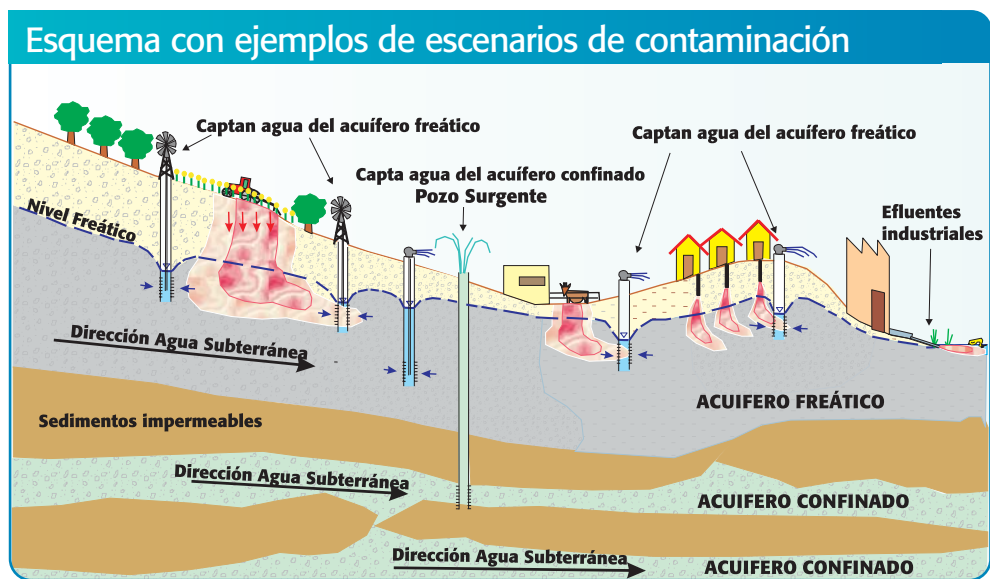 Esquema con ejemplos de escenarios de contaminación
Captan agua del acuífero freático
Captan agua del acuífero freático
Capta agua del acuífero confinado
Pozo Surgente
Efluentes
industriales
Nivel Freático
Dirección Agua Subterránea
ACUIFERO FREÁTICO
Sedimentos impermeables
Dirección Agua Subterránea
ACUIFERO CONFINADO
Dirección Agua Subterránea
ACUIFERO CONFINADO